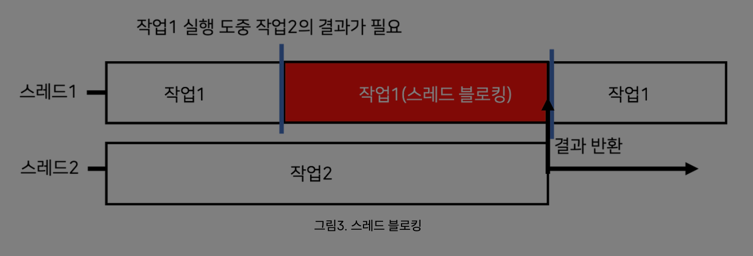 작업1 실행 도중 작업2의 결과가 필요
스레드1
작업1
작업1(스레드 블로킹)
작업1
결과 반환
스레드2
작업2
그림3. 스레드 블로킹